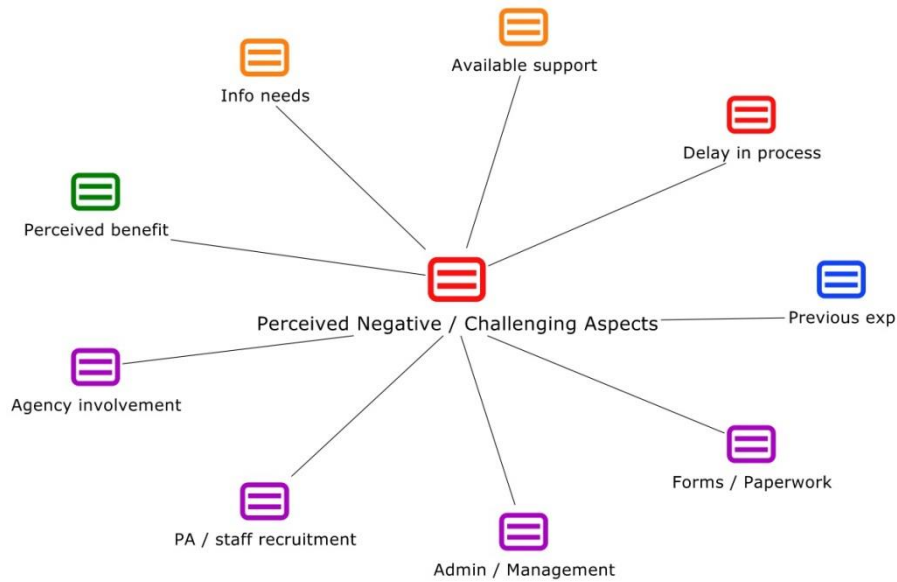 Available support
Info needs
Delay in process
Perceived benefit
Previous exp
Perceived Negative / Challenging Aspects
Agency involvement
Forms / Paperwork
PA / staff recruitment
Admin / Management